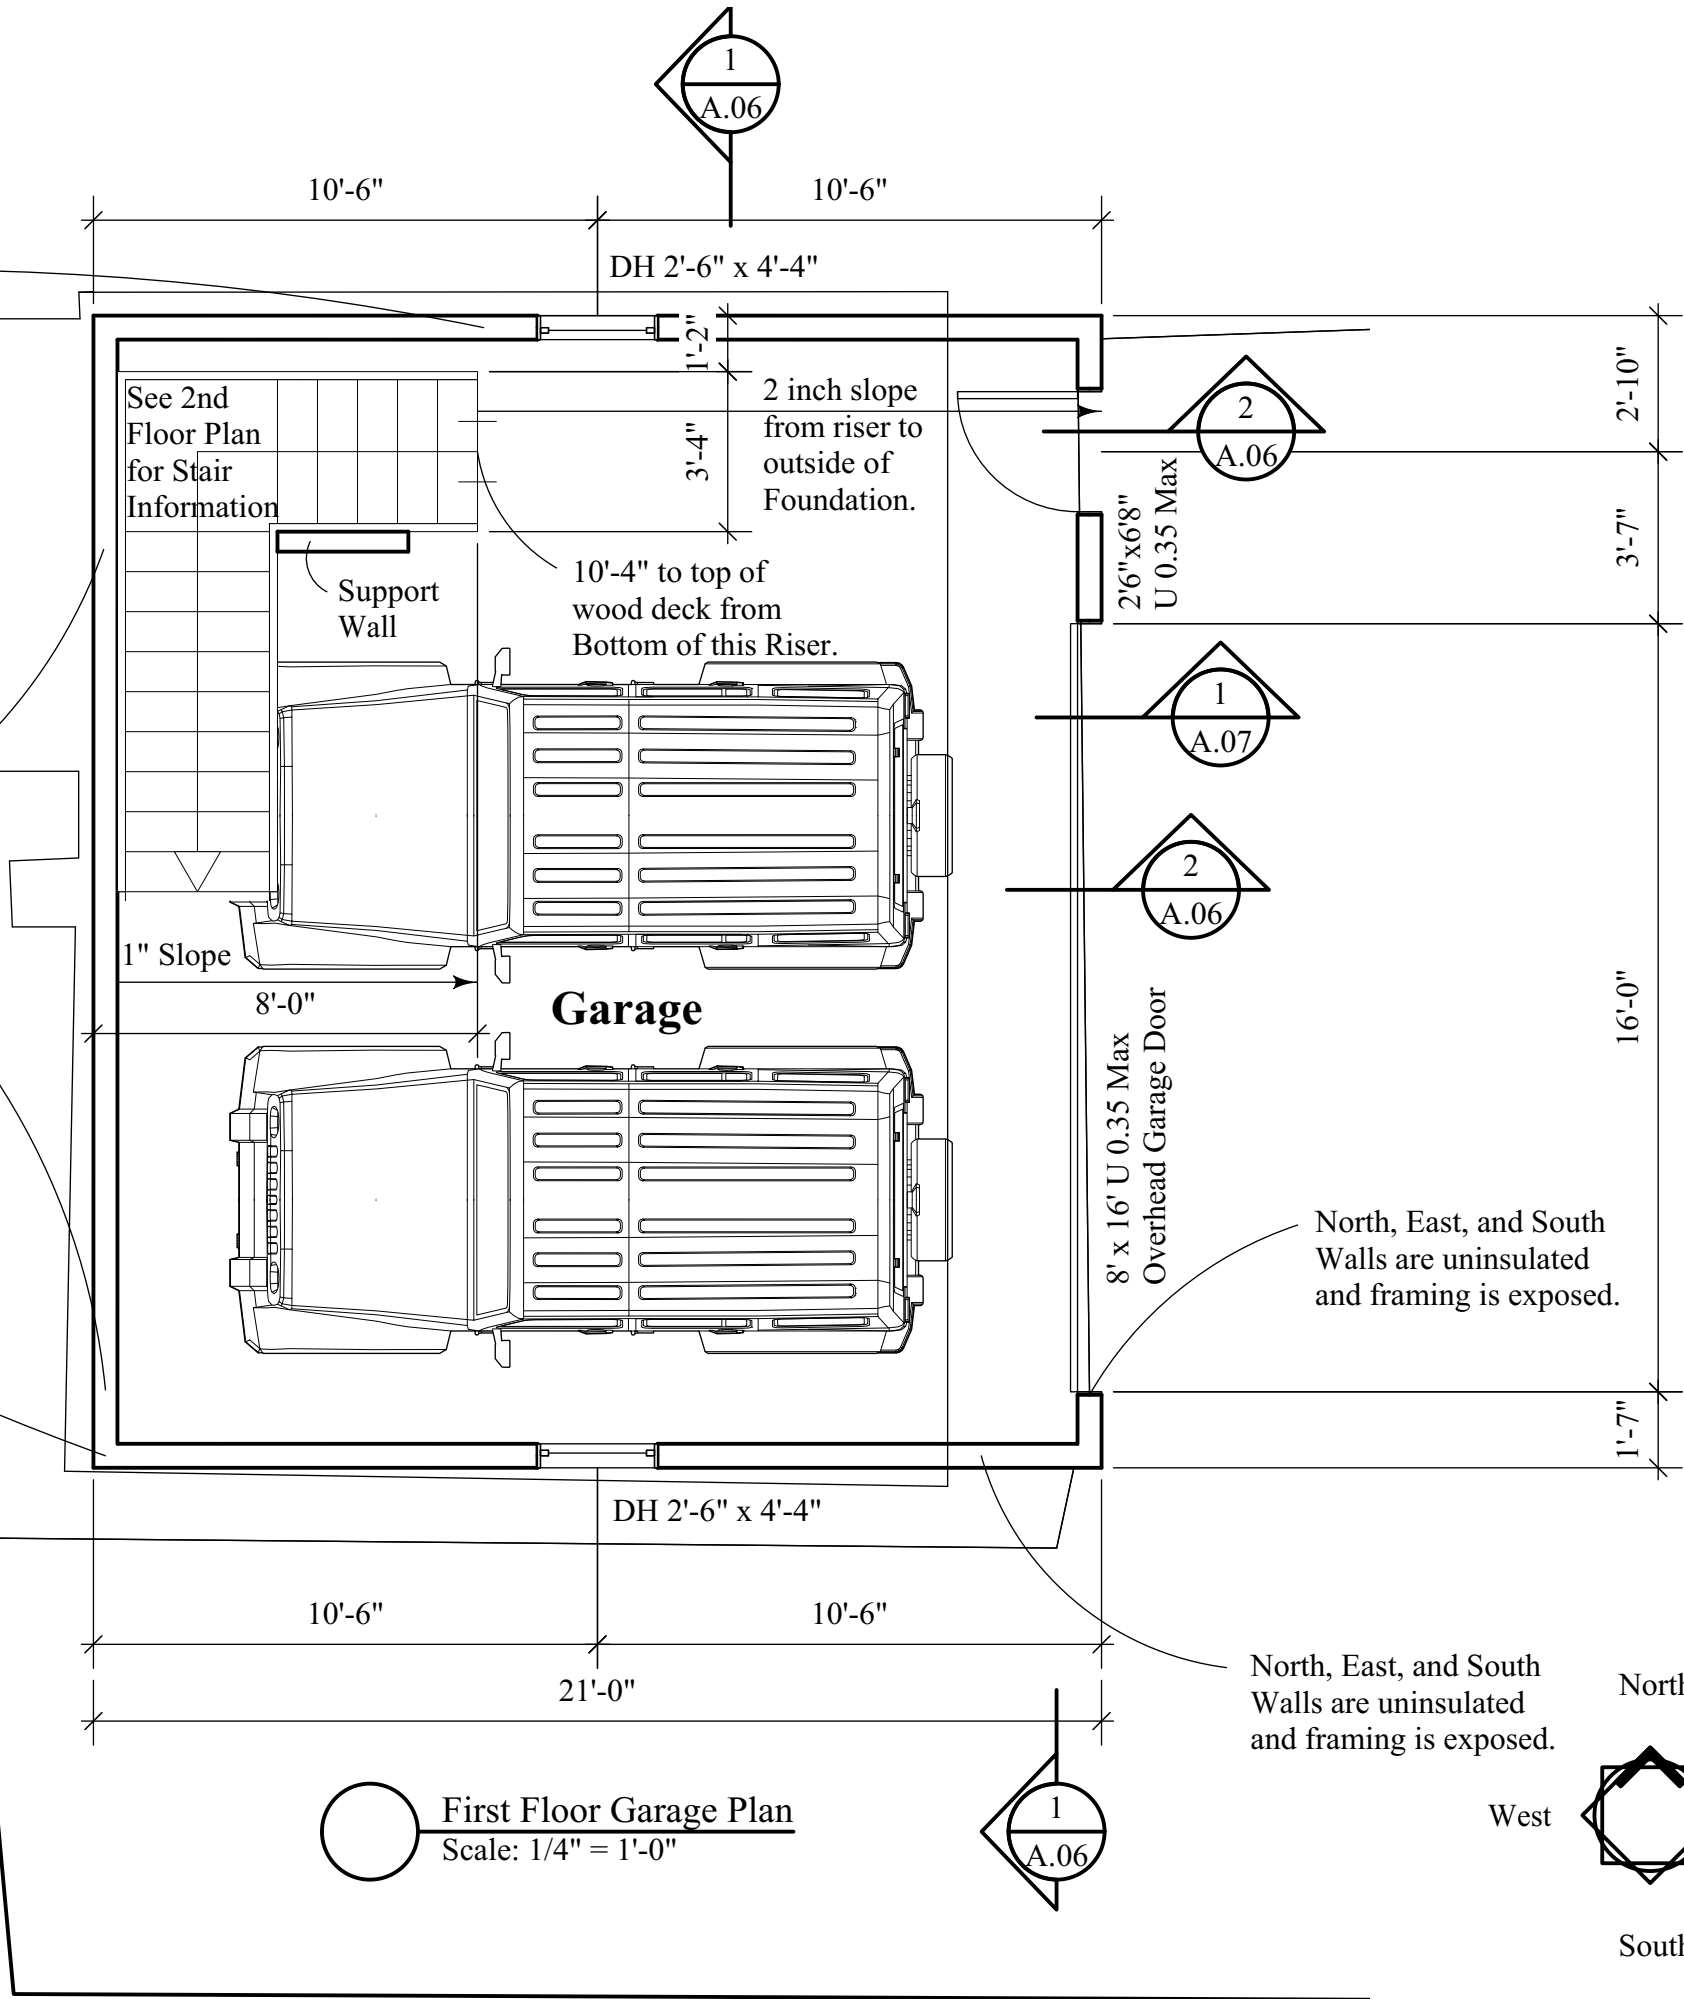 1
A.06
10'-6"
10'-6"
DH 2'-6" x 4'-4"
1'-2"
See 2nd
Floor Plan
for Stair
Information
3'-4"
2 inch slope
from riser to
outside of
Foundation.
2
A.06
2'-10"
2'6"x6'8"
U 0.35 Max
3'-7"
Support
Wall
10'-4" to top of
wood deck from
Bottom of this Riser.
1
A.07
2
A.06
1" Slope
8'-0"
Garage
8' x 16' U 0.35 Max
Overhead Garage Door
16'-0"
North, East, and South
Walls are uninsulated
and framing is exposed.
1'-7"
DH 2'-6" x 4'-4"
10'-6"
10'-6"
21'-0"
North, East, and South
Walls are uninsulated
and framing is exposed.
First Floor Garage Plan
Scale: 1/4" = 1'-0"
1
A.06
North
West
South